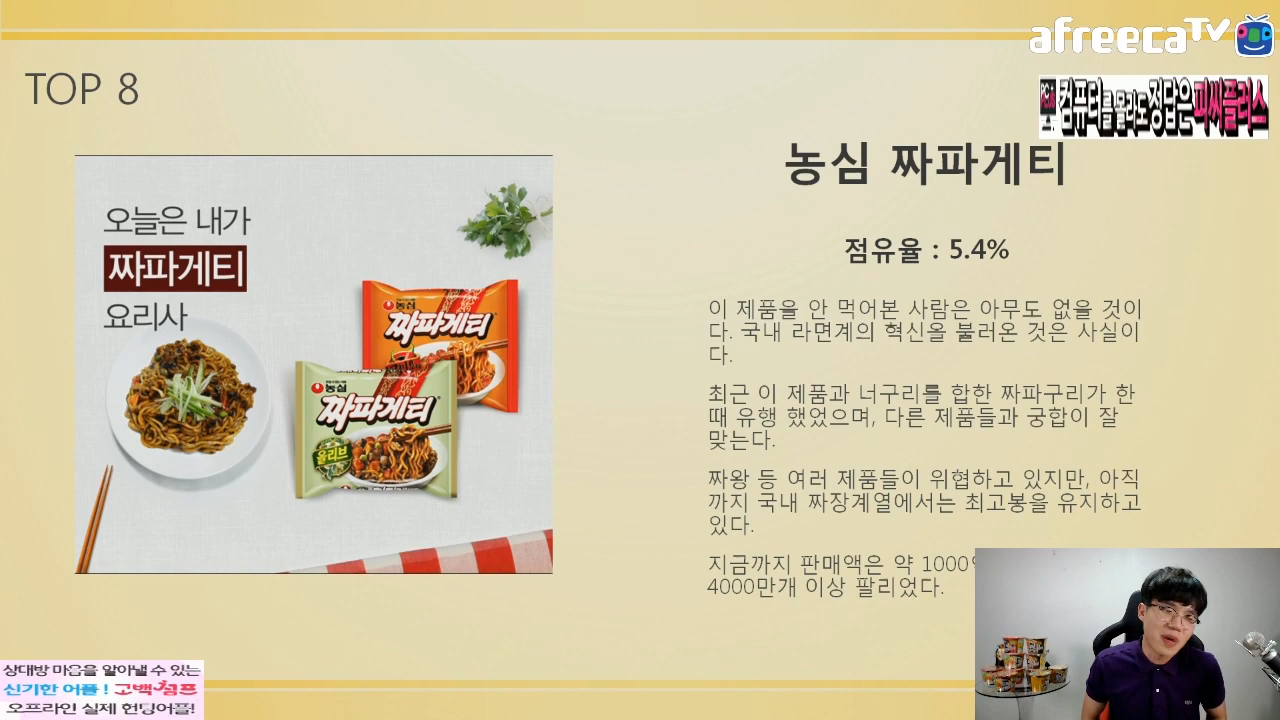 afreecaTV
TOP 8
컴퓨터를 몰라도 정답은 피씨플러스
농심 짜파게티
점유율 : 5.4%
오늘은 내가
짜파게티
요리사
농심
짜파게티
농심
짜파게티
올리브
이 제품을 안 먹어본 사람은 아무도 없을 것이
다. 국내 라면계의 혁신을 불러온 것은 사실이
다.
최근 이 제품과 너구리를 합한 짜파구리가 한
때 유행 했었으며, 다른 제품들과 궁합이 잘
맞는다.
짜왕 등 여러 제품들이 위협하고 있지만, 아직
까지 국내 짜장계열에서는 최고봉을 유지하고
있다.
지금까지 판매액은 약 1000
4000만개 이상 팔리었다.
상대방 마음을 알아낼 수 있는
신기한 어플! 고백점프
오프라인 실제 헌팅어플!